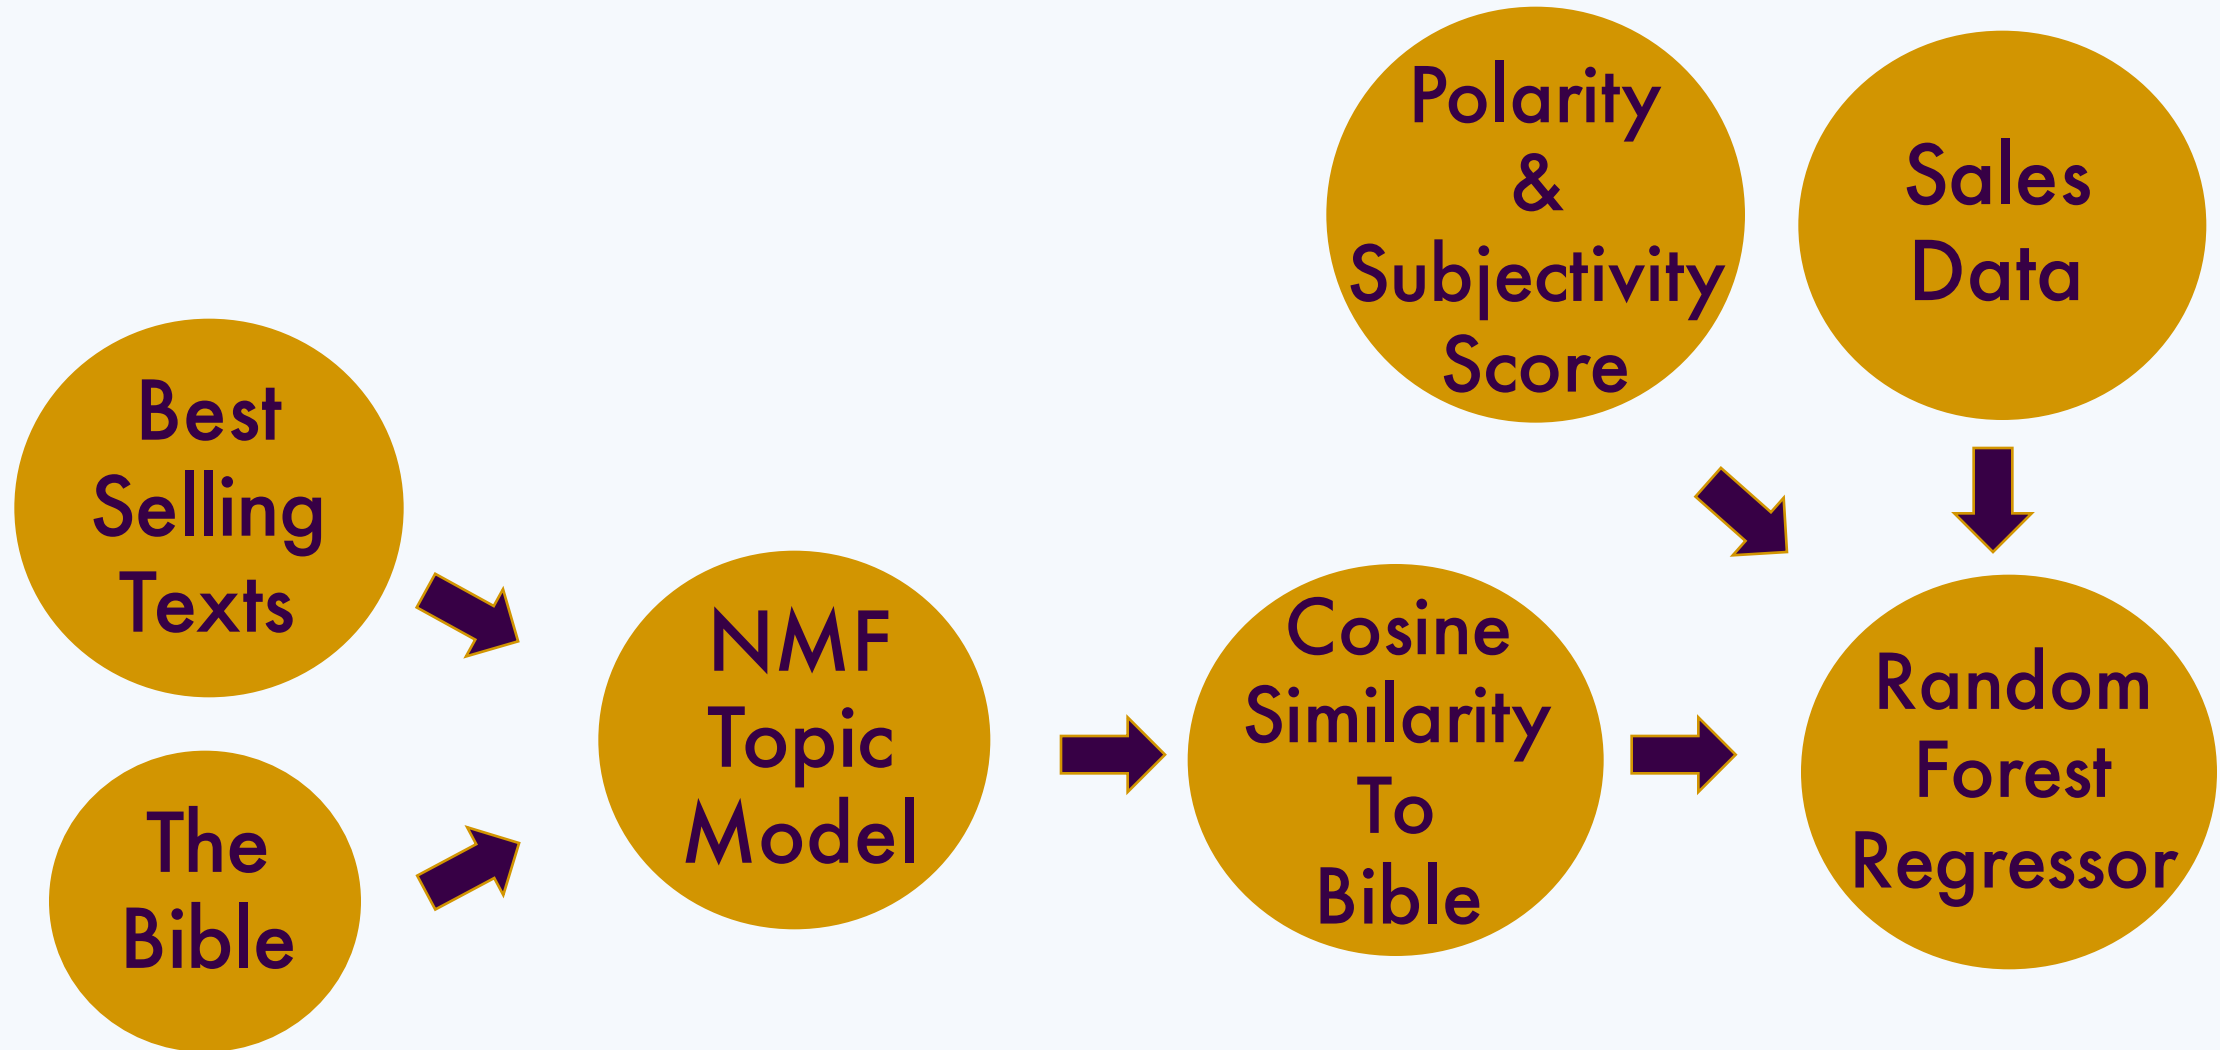 Best
Selling
Texts
The
Bible
NMF
Topic
Model
Cosine
Similarity
To
Bible
Polarity
&
Subjectivity
Score
Sales
Data
Random
Forest
Regressor